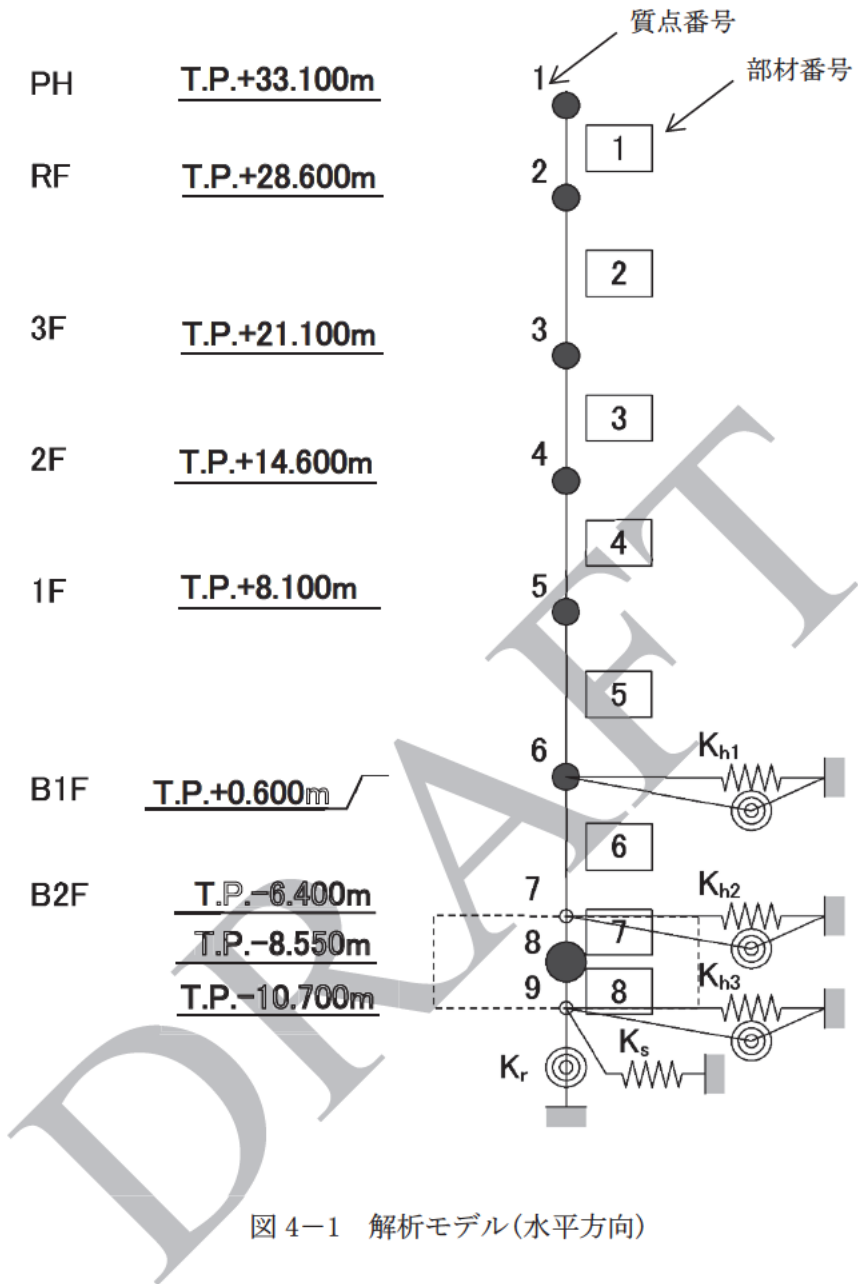 質点番号
部材番号
PH T.P.+33.100m 1
1
RF T.P.+28.600m 2
2
3F T.P.+21.100m 3
3
2F T.P.+14.600m 4
4
1F T.P.+8.100m 5
5
B1F T.P.+0.600m 6 Kh1
6
B2F T.P.-6.400m 7 Kh2
T.P.-8.550m 8 7
T.P.-10.700m 9 8 Kh3
Kr Ks
DRAFT
図 4-1 解析モデル(水平方向)